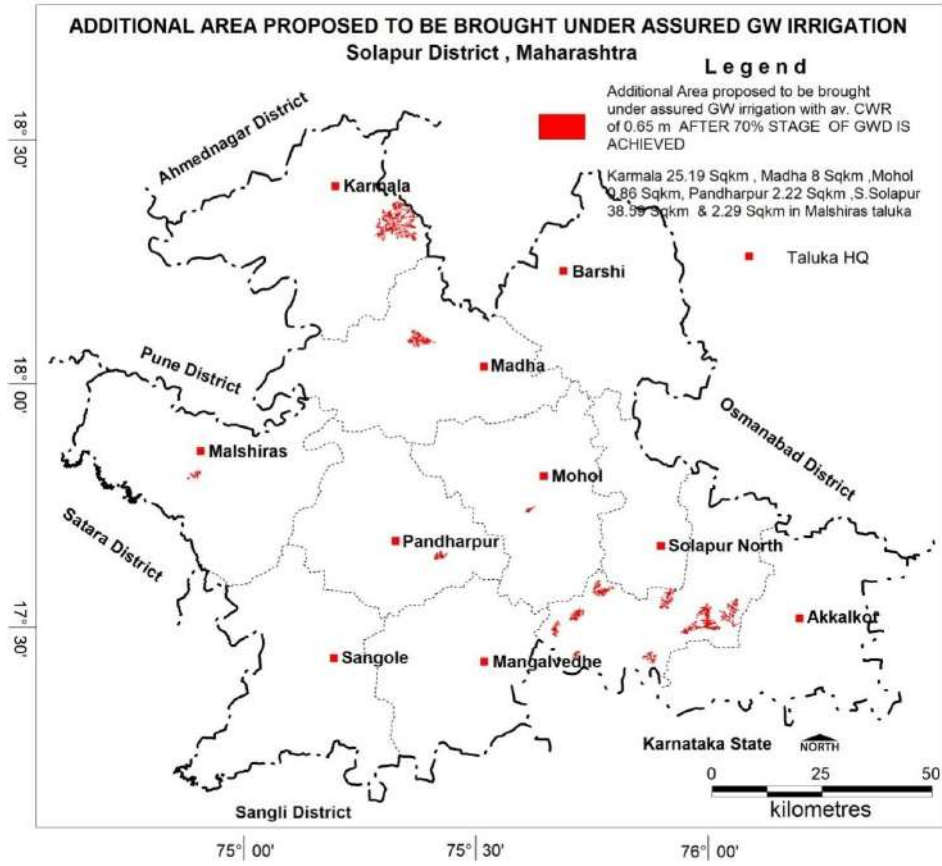 ADDITIONAL AREA PROPOSED TO BE BROUGHT UNDER ASSURED GW IRRIGATION
Solapur District , Maharashtra
Legend
Additional Area proposed to be brought
under assured GW irrigation with av. CWR
of 0.65 m AFTER 70% STAGE OF GWD IS
ACHIEVED
Karmala 25.19 Sqkm , Madha 8 Sqkm ,Mohol
0.86 Sqkm, Pandharpur 2.22 Sqkm ,S.Solapur
38.59 Sqkm & 2.29 Sqkm in Malshiras taluka
Taluka HQ
Ahmednagar District
18° 30'
Karmala
Barshi
Pune District
18° 00'
Madha
Osmanabad District
Malshiras
Mohol
Satara District
Pandharpur
Solapur North
17° 30'
Akkalkot
Sangole
Mangalvedhe
Karnataka State
NORTH
0 25 50
kilometres
Sangli District
75° 00' 75° 30' 76° 00'